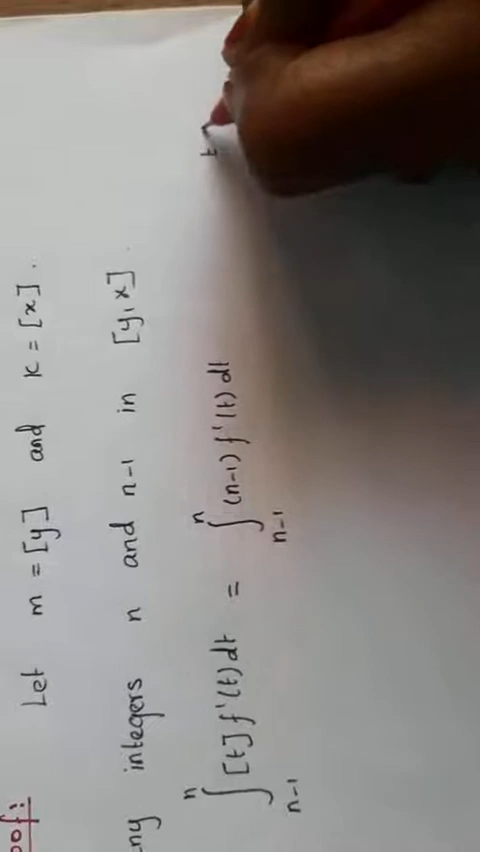 Let m = [y] and k = [x].
integers n and n-1 in [y, x].
∫_{n-1}^{n} [t] f'(t) dt = ∫_{n-1}^{n} (n-1) f'(t) dt t